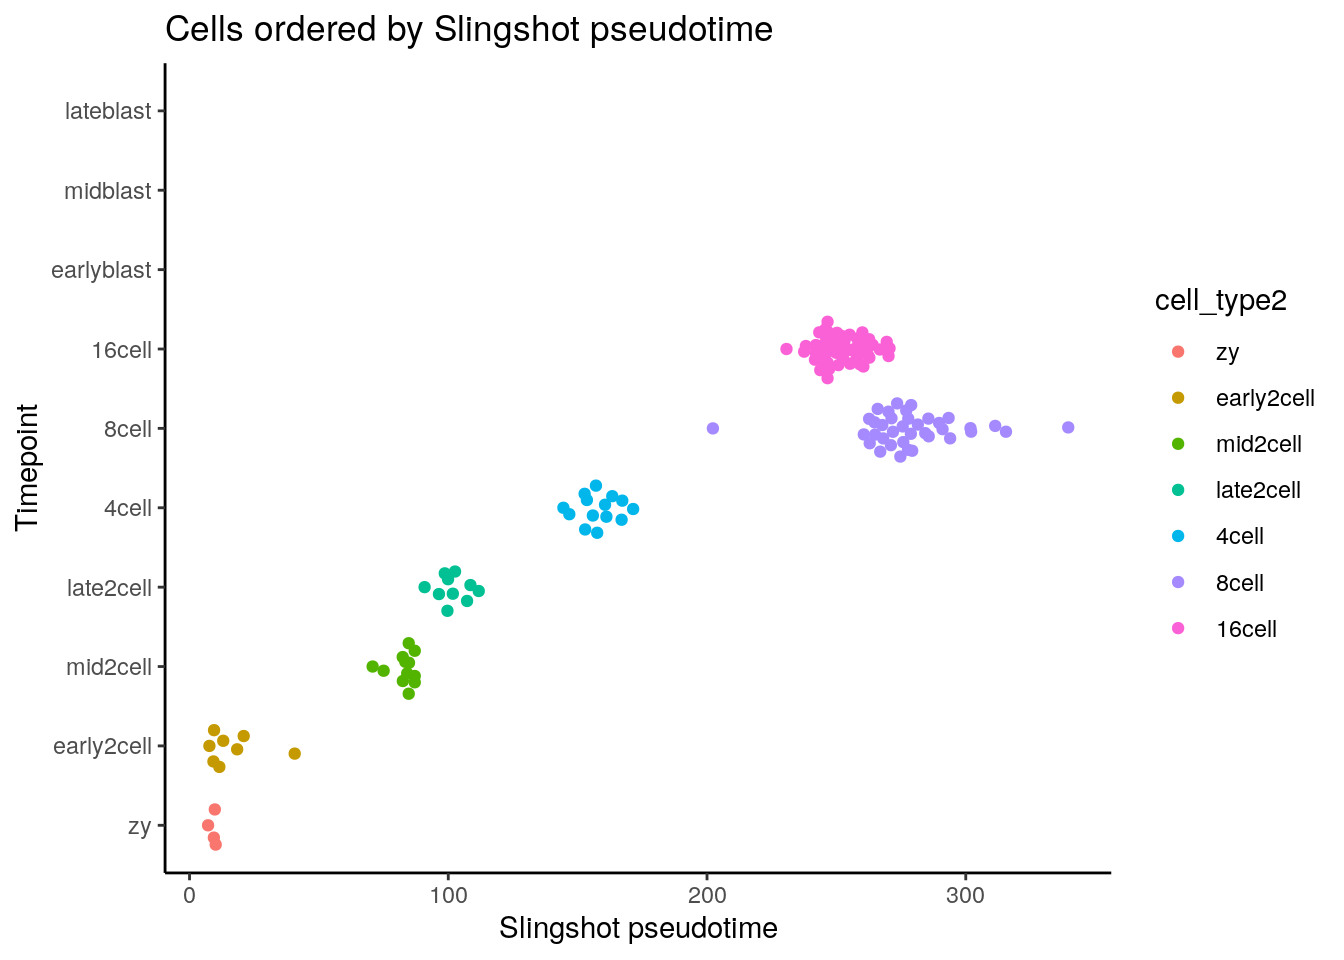 Cells ordered by Slingshot pseudotime
lateblast
midblast
earlyblast
16cell
8cell
4cell
late2cell
mid2cell
early2cell
zy
Timepoint
0 100 200 300
Slingshot pseudotime
cell_type2
zy
early2cell
mid2cell
late2cell
4cell
8cell
16cell